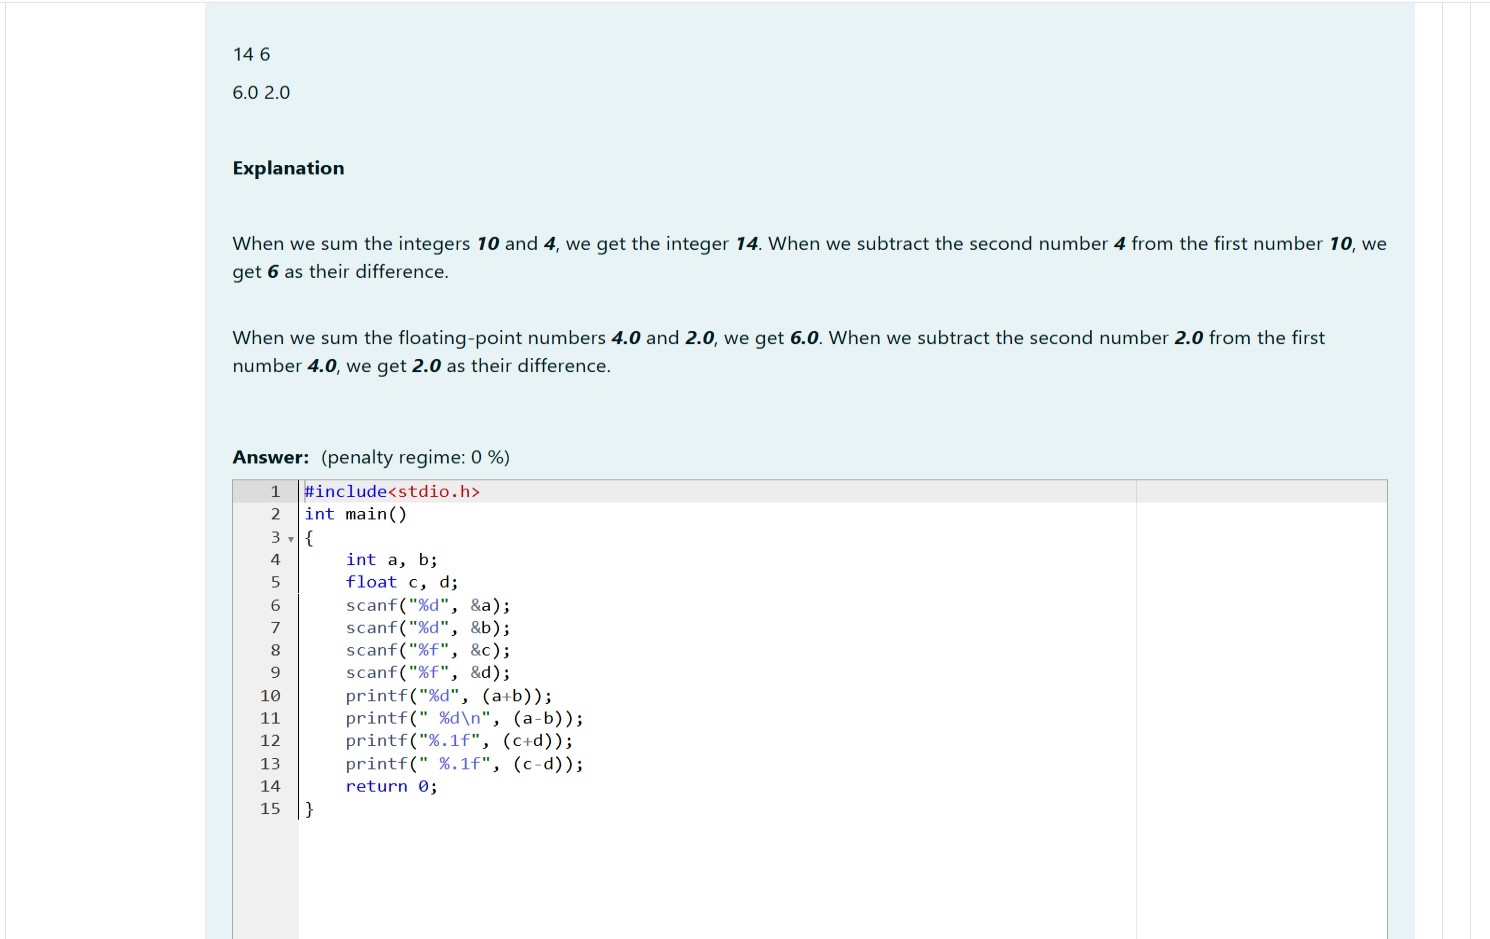 14 6
6.0 2.0
Explanation
When we sum the integers 10 and 4, we get the integer 14. When we subtract the second number 4 from the first number 10, we
get 6 as their difference.
When we sum the floating-point numbers 4.0 and 2.0, we get 6.0. When we subtract the second number 2.0 from the first
number 4.0, we get 2.0 as their difference.
Answer: (penalty regime: 0 %)
1 #include<stdio.h>
2 int main()
3 {
4     int a, b;
5     float c, d;
6     scanf("%d", &a);
7     scanf("%d", &b);
8     scanf("%f", &c);
9     scanf("%f", &d);
10     printf("%d", (a+b));
11     printf(" %d\n", (a-b));
12     printf("%.1f", (c+d));
13     printf(" %.1f", (c-d));
14     return 0;
15 }